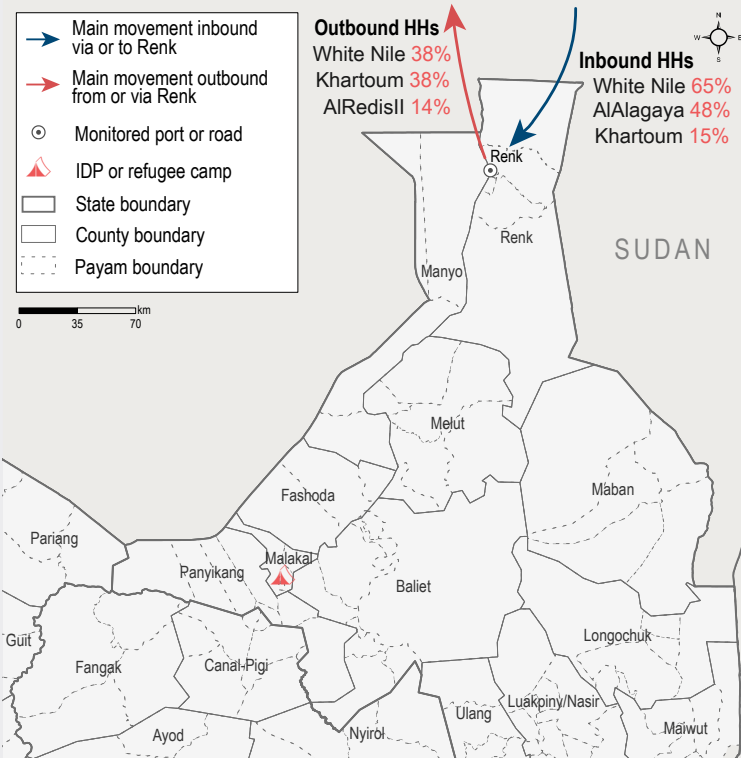 Main movement inbound
via or to Renk
Main movement outbound
from or via Renk
Monitored port or road
IDP or refugee camp
State boundary
County boundary
Payam boundary
km
0 35 70
Outbound HHs
White Nile 38%
Khartoum 38%
AlRedisII 14%
N
W E
S
Inbound HHs
White Nile 65%
AlAlagaya 48%
Khartoum 15%
Renk
Renk
SUDAN
Manyo
Melut
Maban
Fashoda
Pariang
Malakal
Panyikang
Baliet
Guit
Longochuk
Fangak
Canal-Pigi
Luakpiny/Nasir
Ulang
Maiwut
Ayod
Nyirol